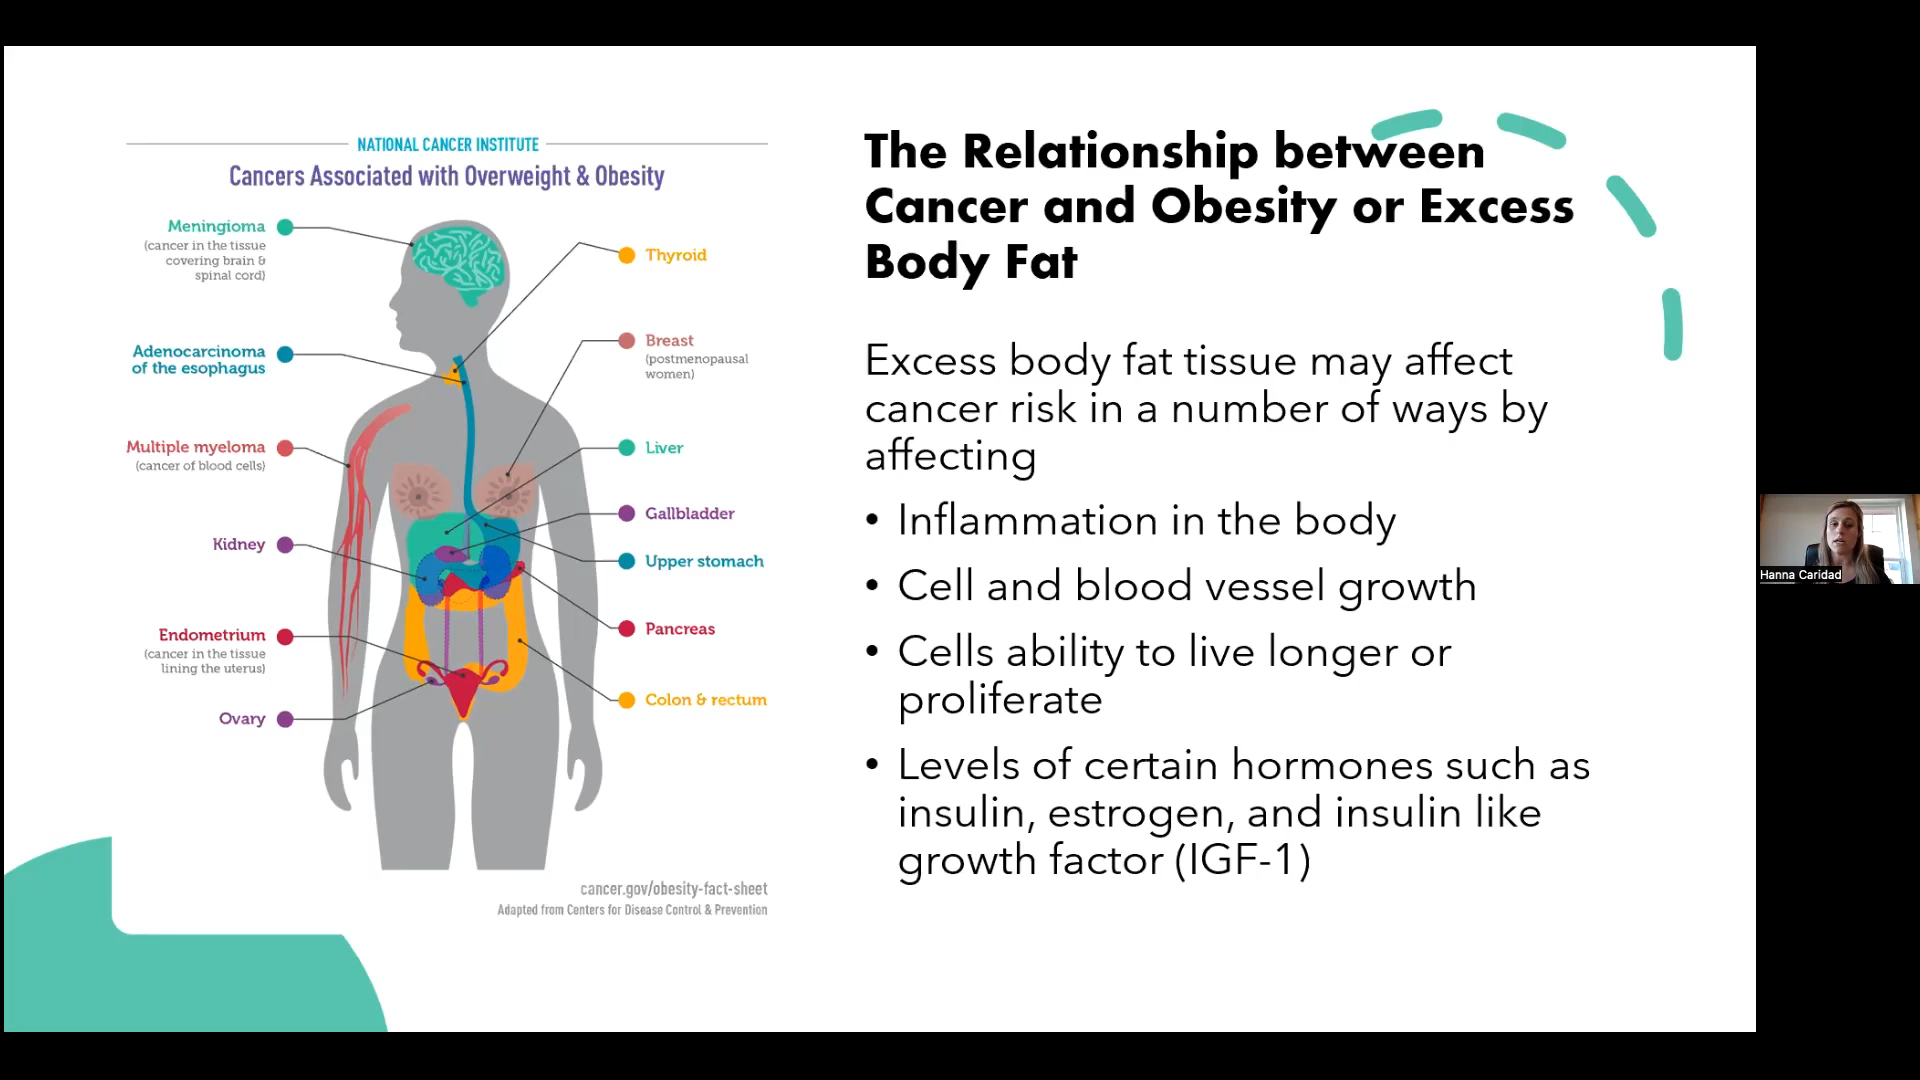 NATIONAL CANCER INSTITUTE
Cancers Associated with Overweight & Obesity
Meningioma
(cancer in the tissue
covering brain &
spinal cord)
Adenocarcinoma
of the esophagus
Multiple myeloma
(cancer of blood cells)
Kidney
Endometrium
(cancer in the tissue
lining the uterus)
Ovary
Thyroid
Breast
(postmenopausal
women)
Liver
Gallbladder
Upper stomach
Pancreas
Colon & rectum
cancer.gov/obesity-fact-sheet
Adapted from Centers for Disease Control & Prevention
The Relationship between
Cancer and Obesity or Excess
Body Fat
Excess body fat tissue may affect
cancer risk in a number of ways by
affecting
• Inflammation in the body
• Cell and blood vessel growth
• Cells ability to live longer or
proliferate
• Levels of certain hormones such as
insulin, estrogen, and insulin like
growth factor (IGF-1)
Hanna Caridad